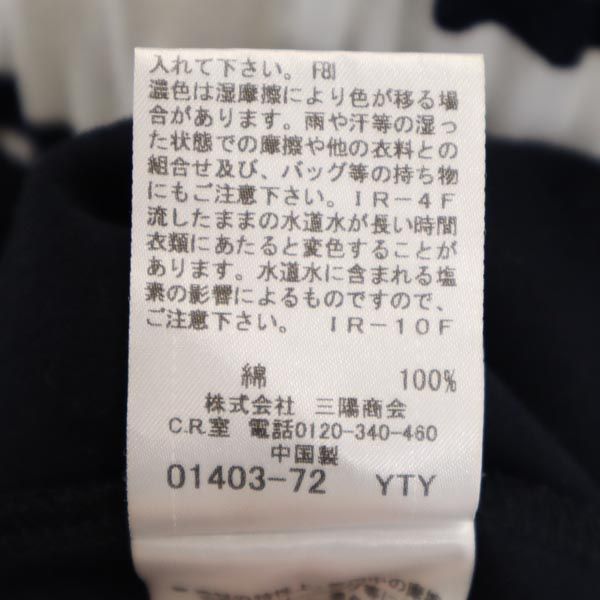 入れて下さい。 F81
濃色は湿摩擦により色が移る場
合があります。雨や汗等の湿っ
た状態での摩擦や他の衣料との
組合せ及び、バッグ等の持ち物
にもご注意下さい。 IR-4F
流したままの水道水が長い時間
衣類にあたると変色することが
あります。水道水に含まれる塩
素の影響によるものですので、
ご注意下さい。 IR-10F
綿 100%
株式会社 三陽商会
C.R.室 電話0120-340-460
中国製
01403-72 YTY